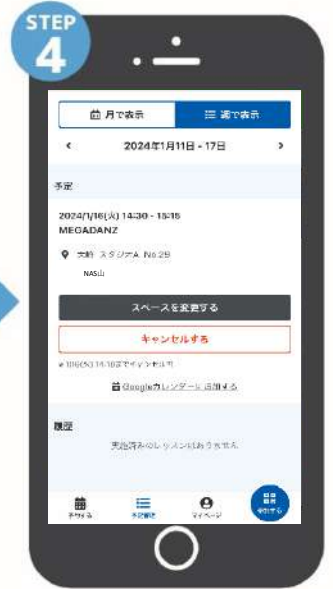 STEP
4
月で表示
週で表示
2024年1月11日 - 17日
予定
2024/1/16(火) 14:30 - 15:15
MEGADANZ
スタジオA No.29
スペースを変更する
キャンセルする
Googleカレンダーに追加する
履歴
実施済みのレッスンはありません
予約する
予定確認
マイページ